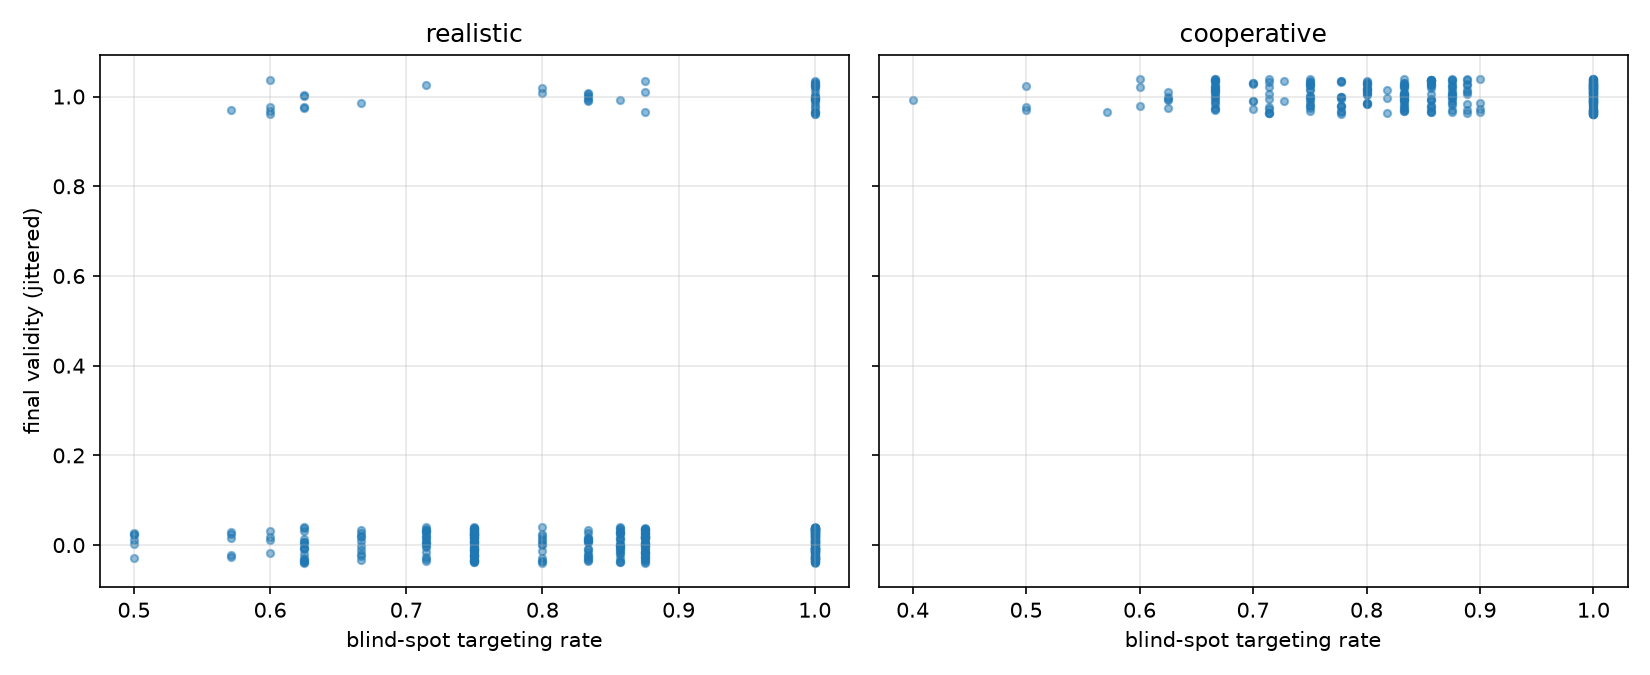 realistic
cooperative
final validity (jittered)
1.0
0.8
0.6
0.4
0.2
0.0
0.5 0.6 0.7 0.8 0.9 1.0
0.4 0.5 0.6 0.7 0.8 0.9 1.0
blind-spot targeting rate
blind-spot targeting rate